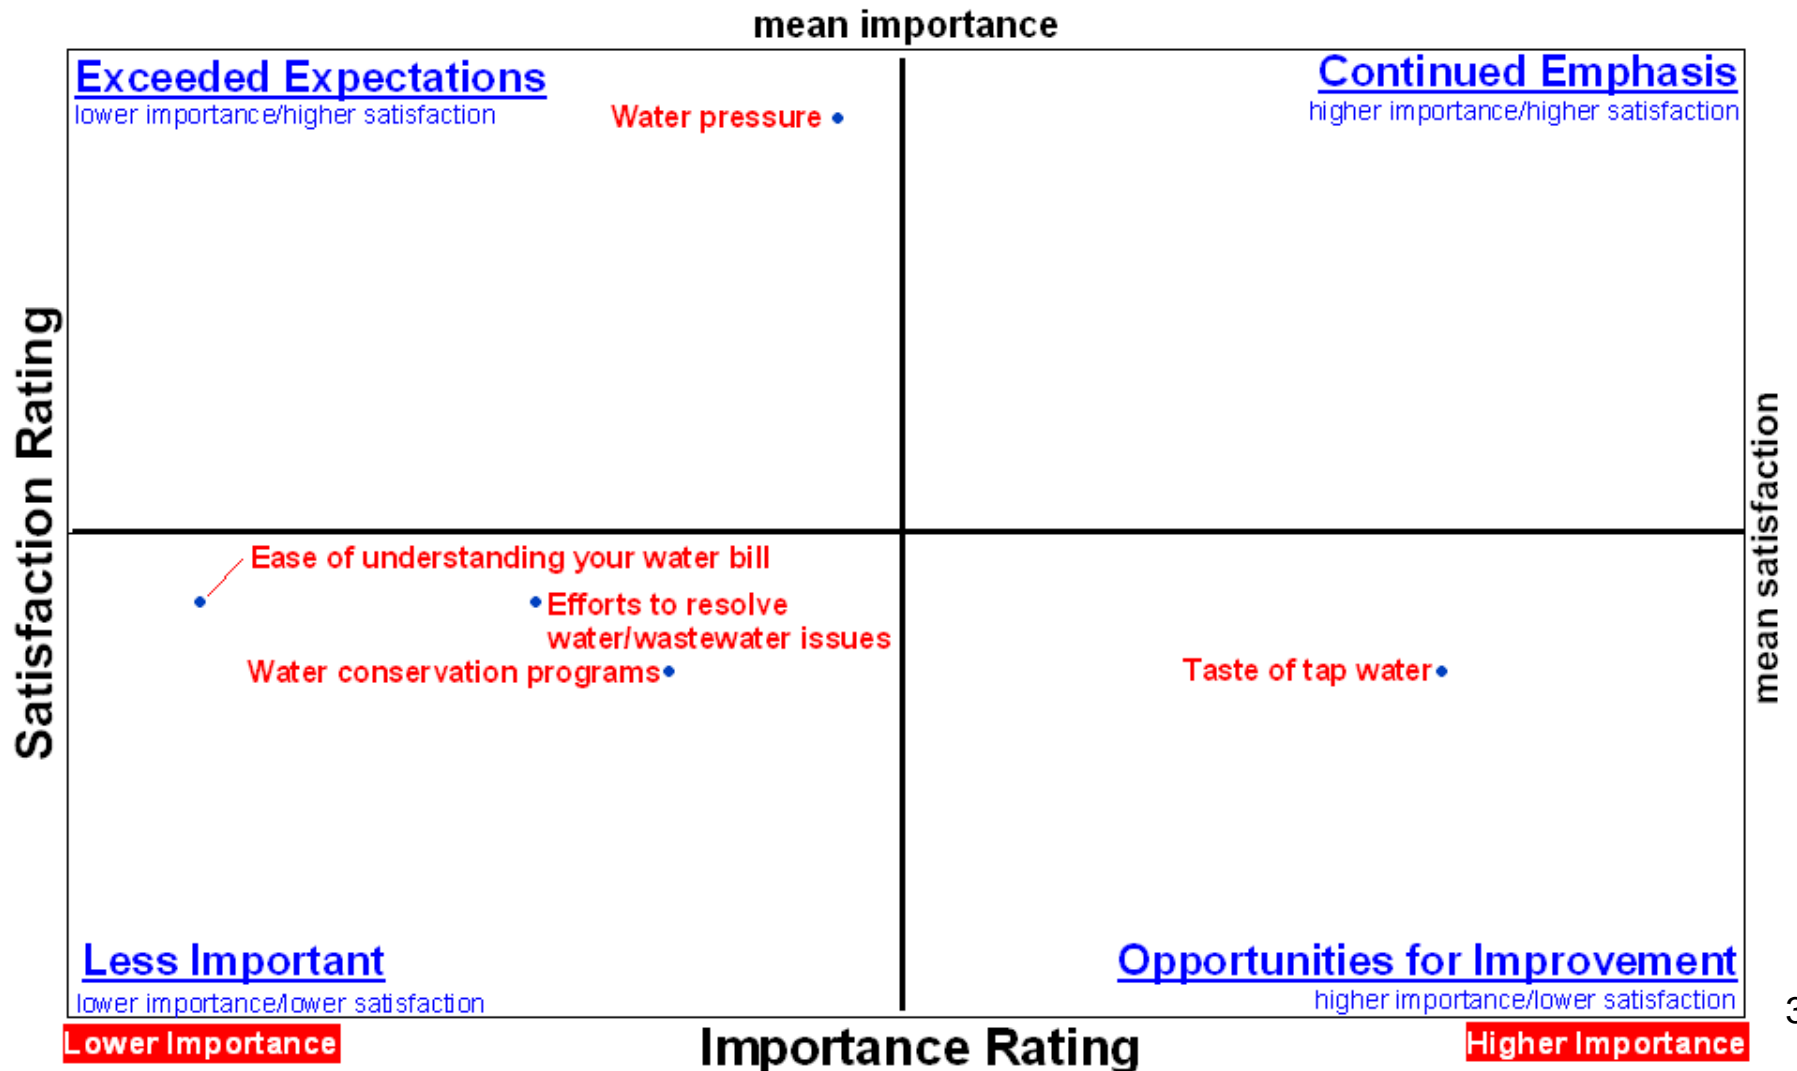 mean importance
Exceeded Expectations
lower importance/higher satisfaction
Continued Emphasis
higher importance/higher satisfaction
Water pressure
Satisfaction Rating
mean satisfaction
Ease of understanding your water bill
Efforts to resolve
water/wastewater issues
Water conservation programs
Taste of tap water
Less Important
lower importance/lower satisfaction
Opportunities for Improvement
higher importance/lower satisfaction
Lower Importance
Importance Rating
Higher Importance